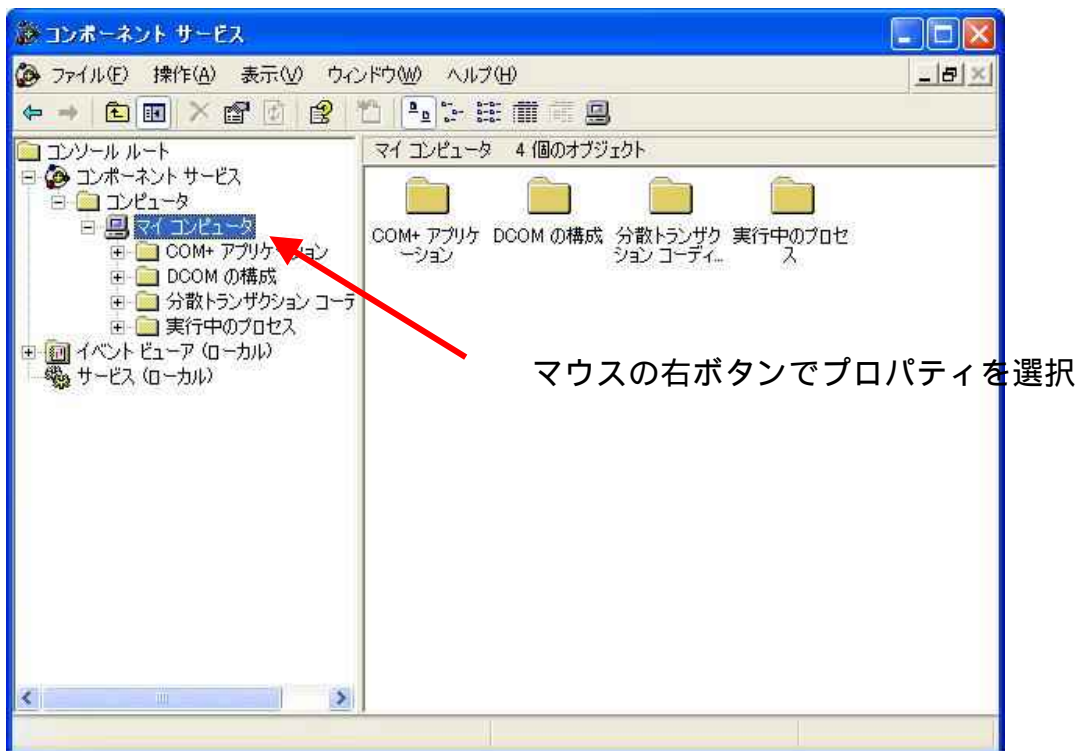 コンポーネント サービス
ファイル(F) 操作(A) 表示(V) ウィンドウ(W) ヘルプ(H)
コンソール ルート
コンポーネント サービス
コンピュータ
マイ コンピュータ
COM+ アプリケーション
DCOM の構成
分散トランザクション コーデ
実行中のプロセス
イベント ビューア (ローカル)
サービス (ローカル)
マイ コンピュータ 4 個のオブジェクト
COM+ アプリケ
ーション
DCOM の構成
分散トランザク
ション コーディ...
実行中のプロセ
ス
マウスの右ボタンでプロパティを選択